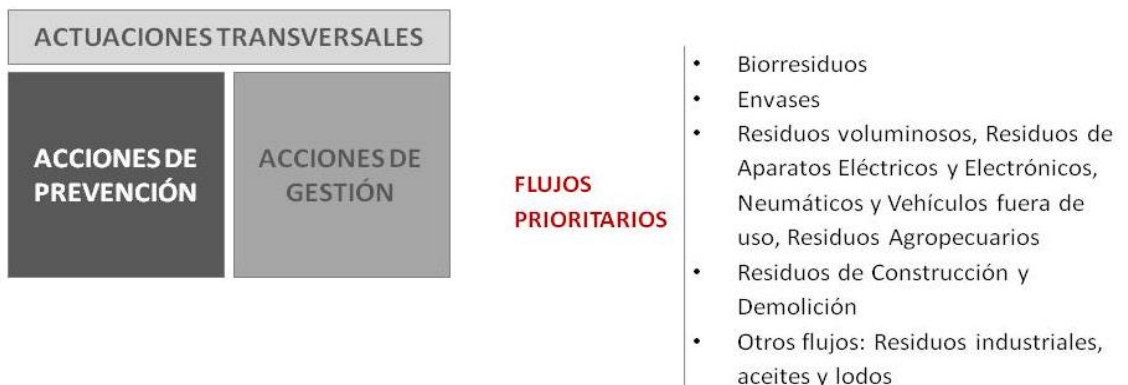 ACTUACIONES TRANSVERSALES
ACCIONES DE
PREVENCIÓN
ACCIONES DE
GESTIÓN
FLUJOS
PRIORITARIOS
• Biorresiduos
• Envases
• Residuos voluminosos, Residuos de
Aparatos Eléctricos y Electrónicos,
Neumáticos y Vehículos fuera de
uso, Residuos Agropecuarios
• Residuos de Construcción y
Demolición
• Otros flujos: Residuos industriales,
aceites y lodos